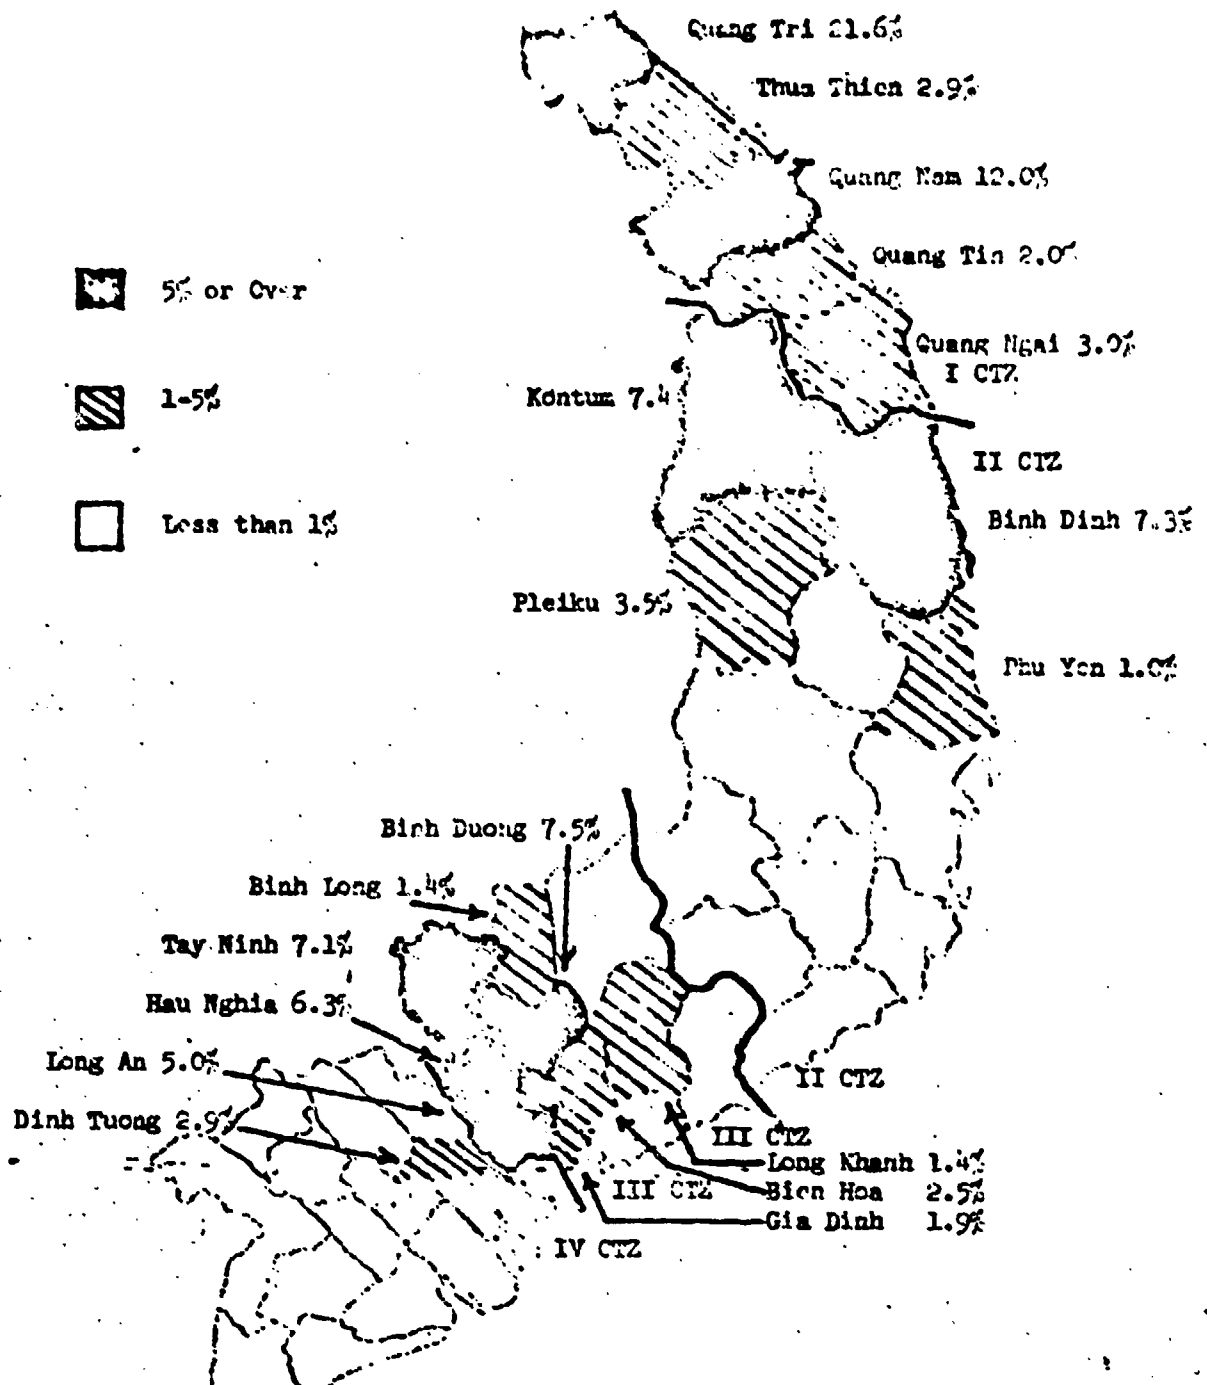 Quang Tri 21.6%
Thua Thien 2.9%
Quang Nam 12.0%
Quang Tin 2.0%
5% or Over
Quang Ngai 3.0%
I CTZ
1-5%
Kontum 7.4
II CTZ
Less than 1%
Binh Dinh 7.3%
Pleiku 3.5%
Phu Yen 1.0%
Binh Duong 7.5%
Binh Long 1.4%
Tay Ninh 7.1%
Hau Nghia 6.3%
Long An 5.0%
II CTZ
Dinh Tuong 2.9%
III CTZ
Long Khanh 1.4%
III CTZ
Bien Hoa 2.5%
Gia Dinh 1.9%
IV CTZ